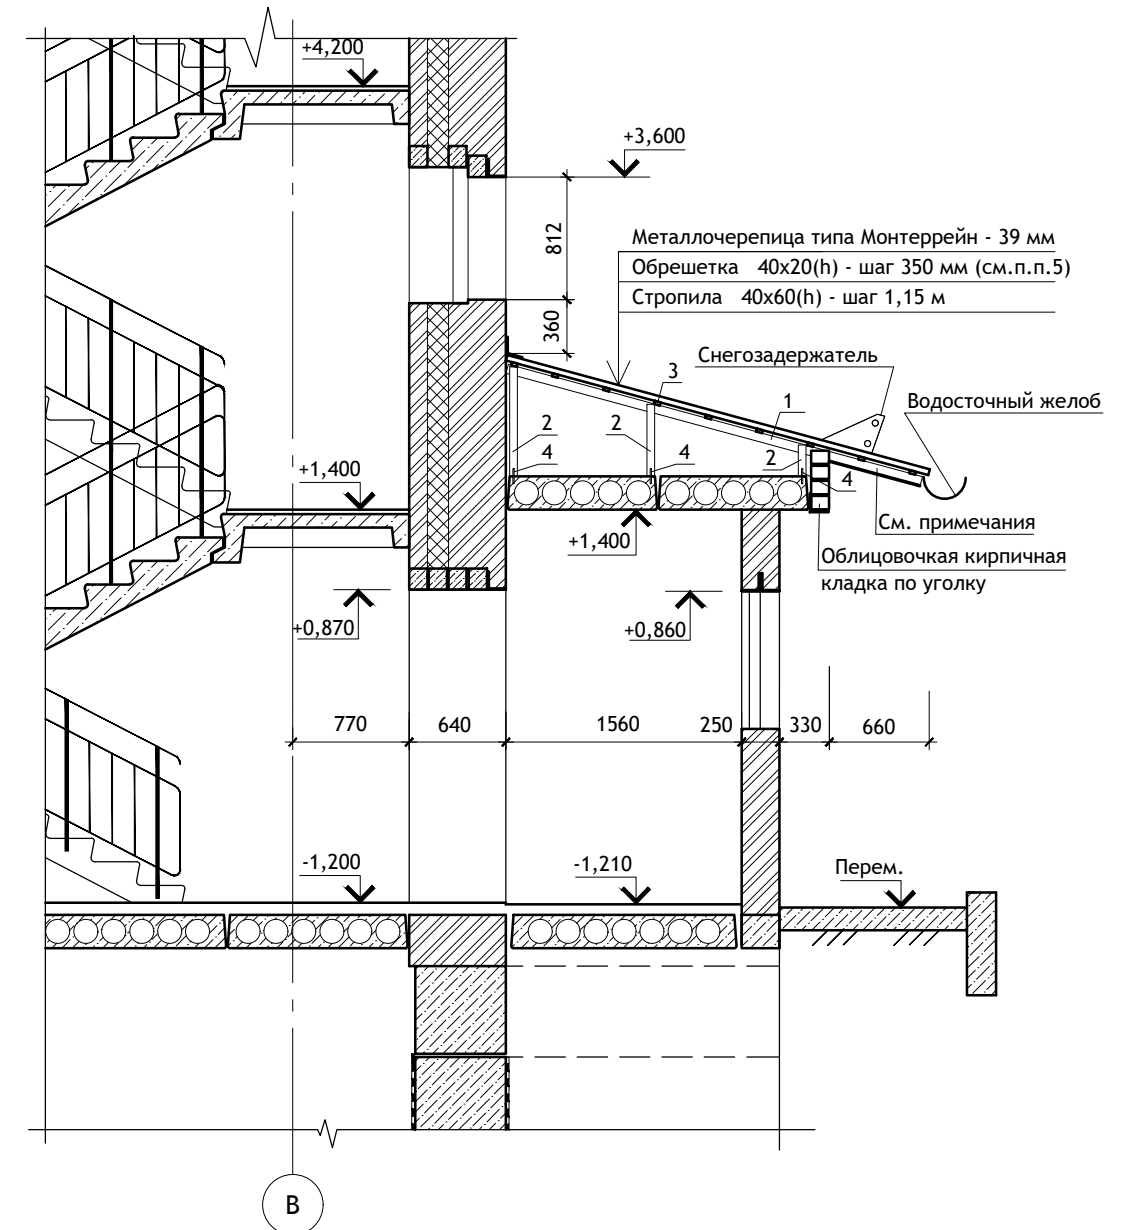 +4,200
+3,600
812
Металлочерепица типа Монтеррейн - 39 мм
Обрешетка 40х20(h) - шаг 350 мм (см.п.п.5)
Стропила 40х60(h) - шаг 1,15 м
360
Снегозадержатель
3
Водосточный желоб
1
2
2
2
4
4
4
+1,400
См. примечания
+1,400
Облицовочкая кирпичная
кладка по уголку
+0,870
+0,860
770
640
1560
250
330
660
-1,200
-1,210
Перем.
В